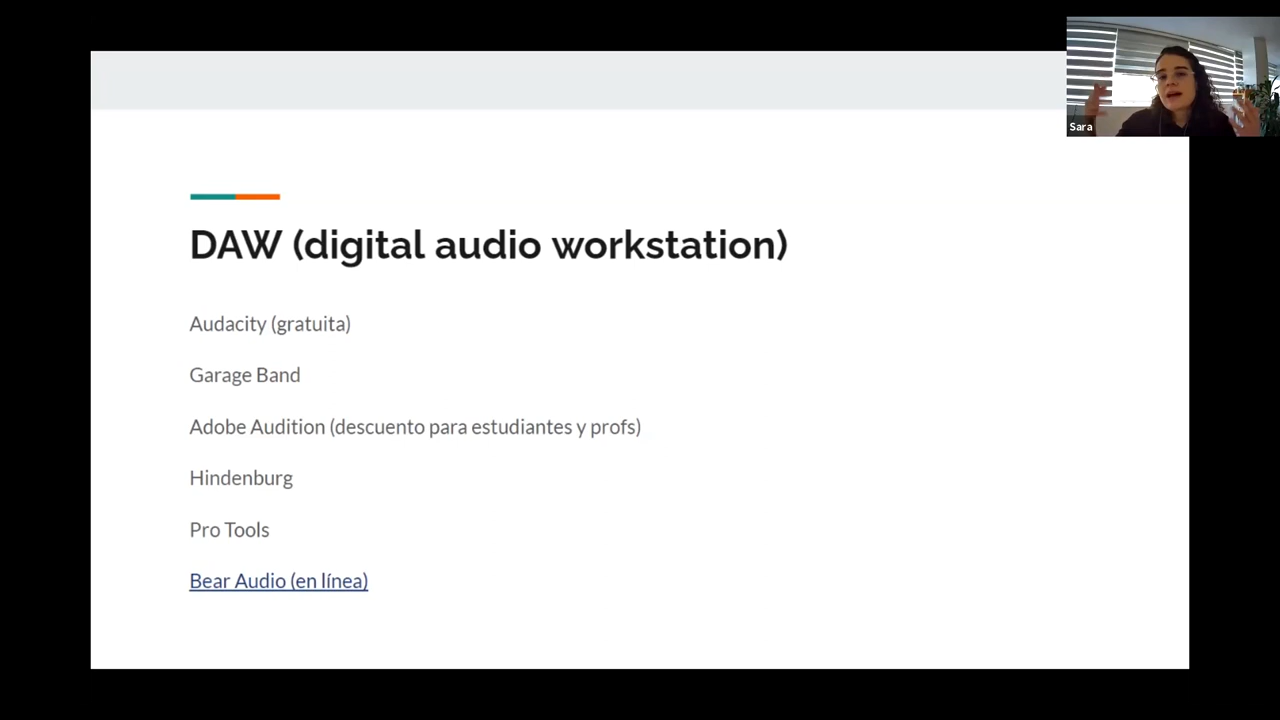 Sara
DAW (digital audio workstation)
Audacity (gratuita)
Garage Band
Adobe Audition (descuento para estudiantes y profs)
Hindenburg
Pro Tools
Bear Audio (en línea)